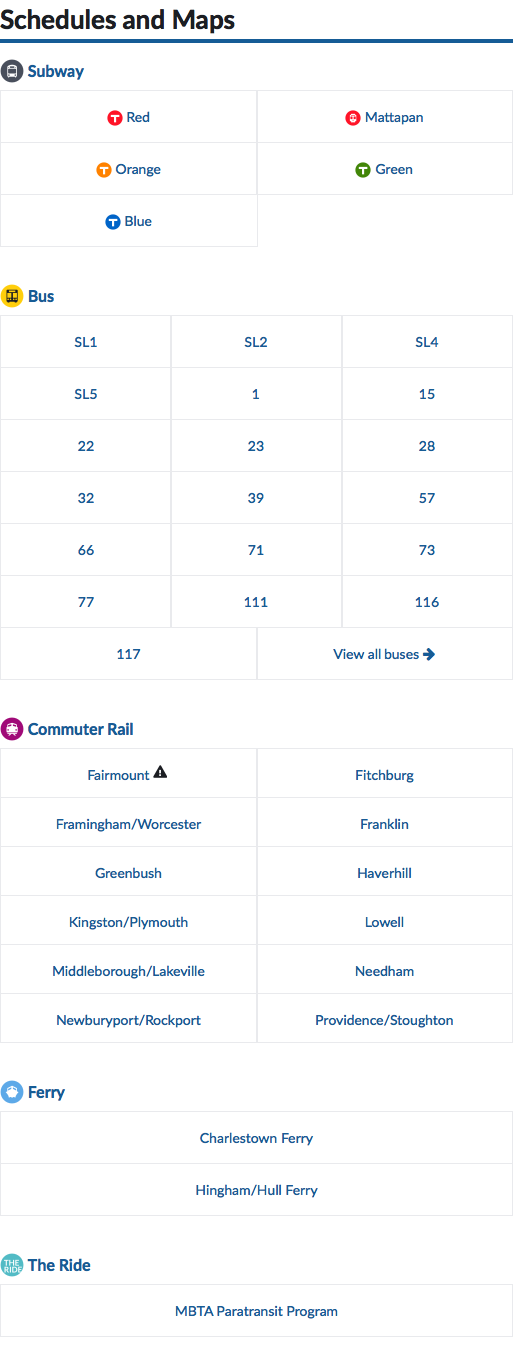 Schedules and Maps
Subway
T Red
Mattapan
T Orange
T Green
T Blue
Bus
SL1 SL2 SL4
SL5 1 15
22 23 28
32 39 57
66 71 73
77 111 116
117 View all buses
Commuter Rail
Fairmount Fitchburg
Framingham/Worcester Franklin
Greenbush Haverhill
Kingston/Plymouth Lowell
Middleborough/Lakeville Needham
Newburyport/Rockport Providence/Stoughton
Ferry
Charlestown Ferry
Hingham/Hull Ferry
THE RIDE The Ride
MBTA Paratransit Program